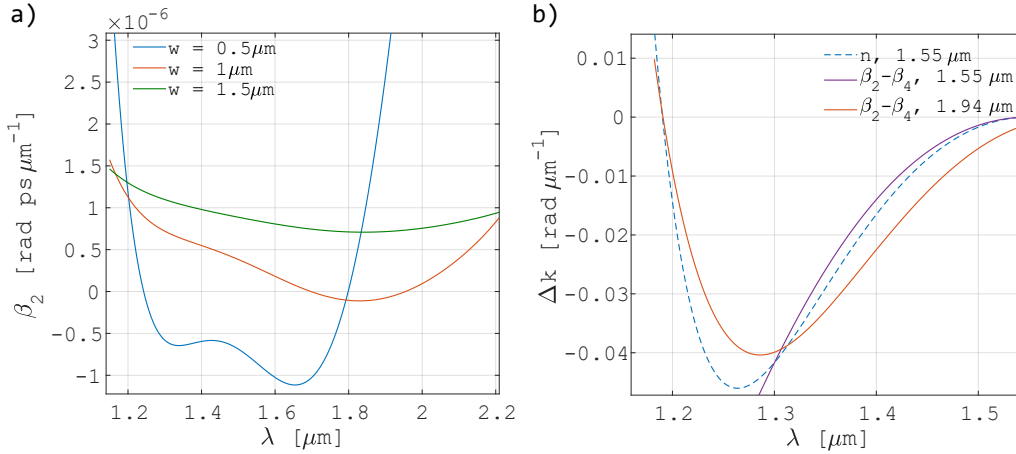 a)
×10⁻⁶
w = 0.5μm
w = 1μm
w = 1.5μm
3
2.5
2
1.5
1
0.5
0
-0.5
-1
β₂ [rad ps μm⁻¹]
1.2 1.4 1.6 1.8 2 2.2
λ [μm]
b)
n, 1.55 μm
β₂-β₄, 1.55 μm
β₂-β₄, 1.94 μm
0.01
0
-0.01
-0.02
-0.03
-0.04
Δk [rad μm⁻¹]
1.2 1.3 1.4 1.5
λ [μm]